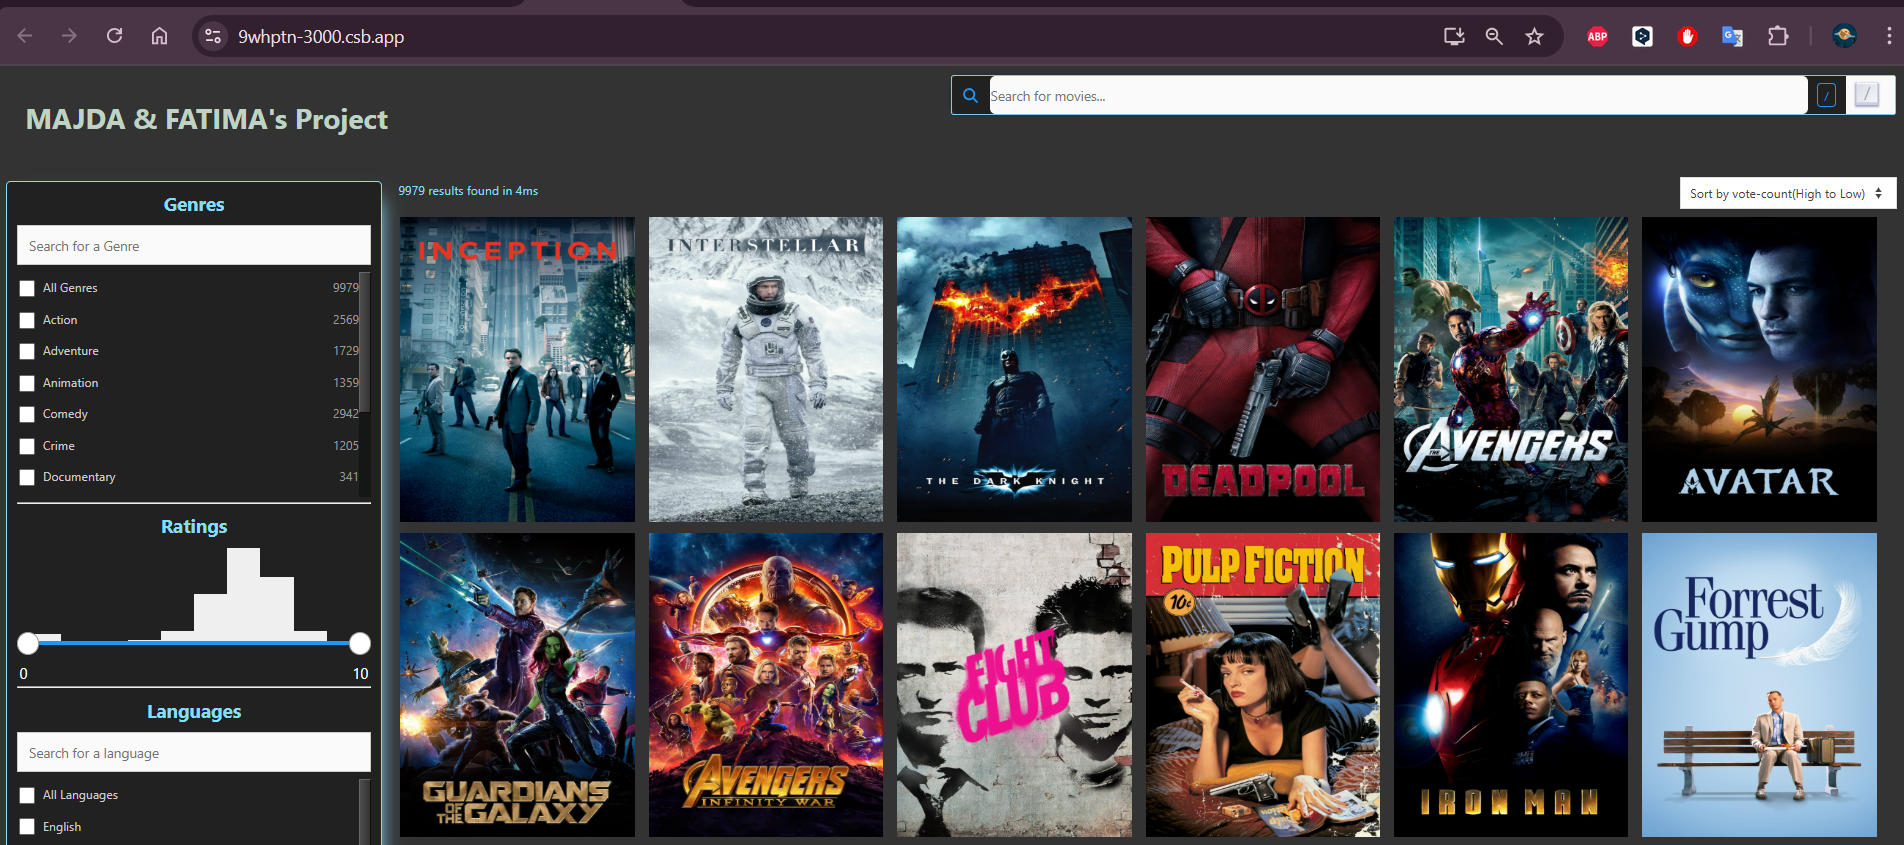 9whptn-3000.csb.app
ABP
MAJDA & FATIMA's Project
Search for movies...
/
/
9979 results found in 4ms
Sort by vote-count(High to Low)
Genres
Search for a Genre
All Genres 9979
Action 2569
Adventure 1729
Animation 1359
Comedy 2942
Crime 1205
Documentary 341
Ratings
0 10
Languages
Search for a language
All Languages
English
INCEPTION
INTERSTELLAR
THE DARK KNIGHT
DEADPOOL
THE AVENGERS
AVATAR
GUARDIANS
OF THE GALAXY
AVENGERS
INFINITY WAR
FIGHT
CLUB
PULP FICTION
10¢
IRON MAN
Forrest
Gump